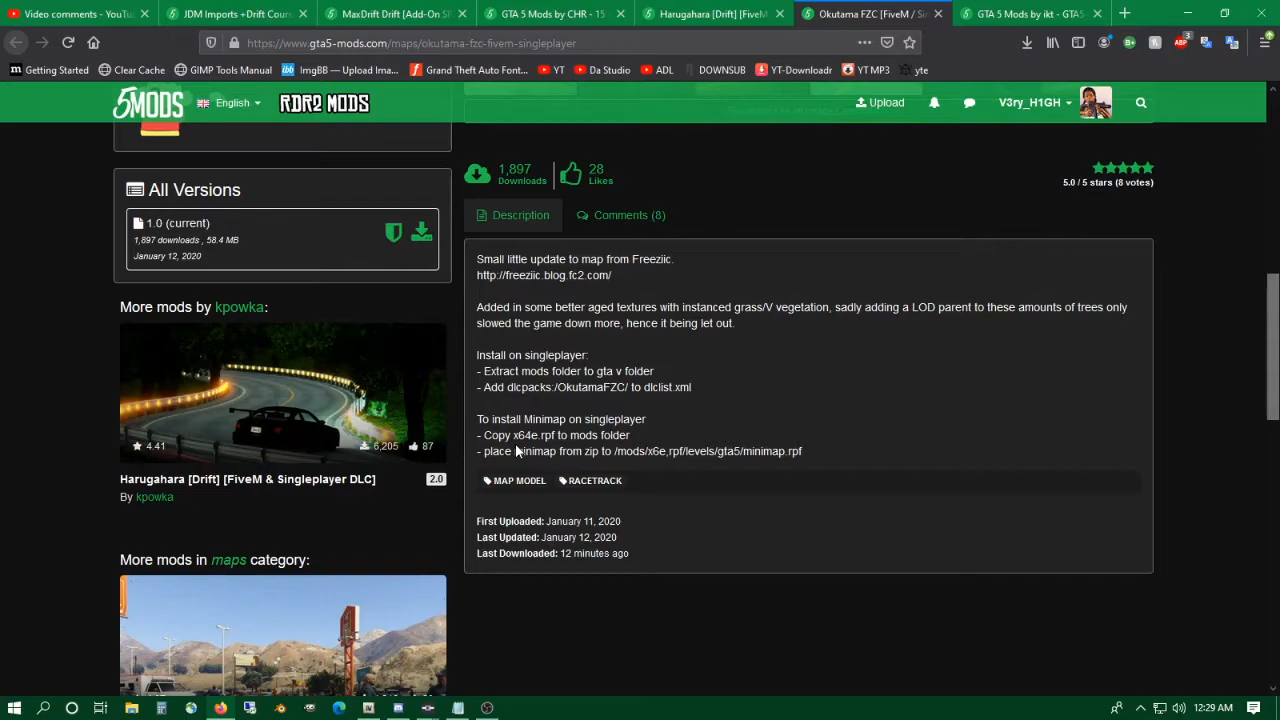 Video comments - YouTu
JDM Imports +Drift Cours
MaxDrift Drift [Add-On SP
GTA 5 Mods by CHR - 15
Harugahara [Drift] [FiveM
Okutama FZC [FiveM / Sin
GTA 5 Mods by ikt - GTA5
https://www.gta5-mods.com/maps/okutama-fzc-fivem-singleplayer
3
Getting Started
Clear Cache
GIMP Tools Manual
ImgBB — Upload Ima...
Grand Theft Auto Font...
YT
Da Studio
ADL
DOWNSUB
YT-Downloadr
YT MP3
yte
5MODS
English
RDR2 MODS
Upload
V3ry_H1GH
All Versions
1.0 (current)
1,897 downloads , 58.4 MB
January 12, 2020
More mods by kpowka:
4.41
6,205
87
Harugahara [Drift] [FiveM & Singleplayer DLC]
2.0
By kpowka
More mods in maps category:
1,897
Downloads
28
Likes
5.0 / 5 stars (8 votes)
Description
Comments (8)
Small little update to map from Freeziic.
http://freeziic.blog.fc2.com/
Added in some better aged textures with instanced grass/V vegetation, sadly adding a LOD parent to these amounts of trees only
slowed the game down more, hence it being let out.
Install on singleplayer:
- Extract mods folder to gta v folder
- Add dlcpacks:/OkutamaFZC/ to dlclist.xml
To install Minimap on singleplayer
- Copy x64e.rpf to mods folder
- place minimap from zip to /mods/x6e,rpf/levels/gta5/minimap.rpf
MAP MODEL
RACETRACK
First Uploaded: January 11, 2020
Last Updated: January 12, 2020
Last Downloaded: 12 minutes ago
12:29 AM